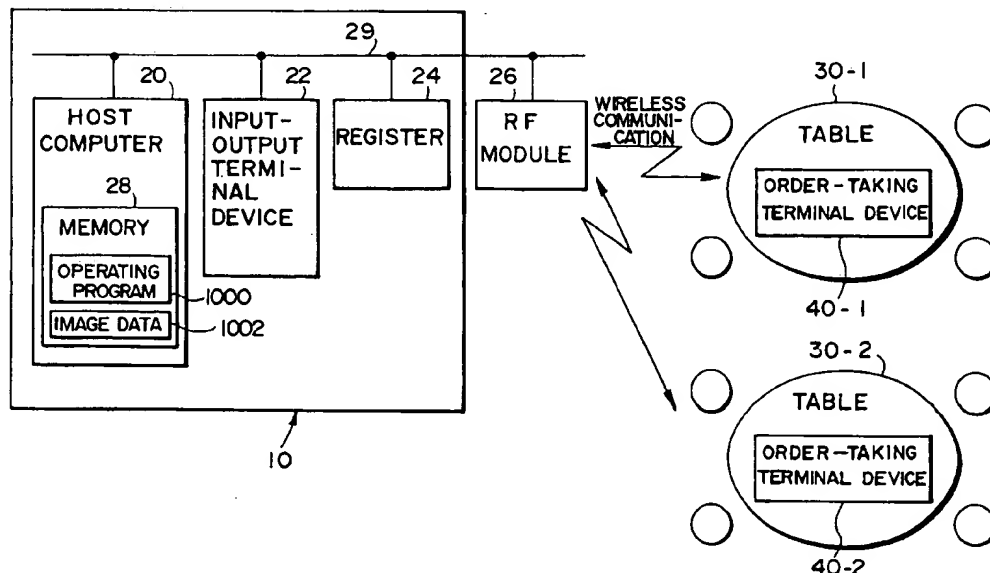 29
20
22
24
26
30-1
HOST
COMPUTER
INPUT-
OUTPUT
TERMI-
NAL
DEVICE
REGISTER
RF
MODULE
WIRELESS
COMMUNI-
CATION
TABLE
ORDER-TAKING
TERMINAL DEVICE
28
MEMORY
OPERATING
PROGRAM
1000
IMAGE DATA
1002
40-1
30-2
TABLE
ORDER-TAKING
TERMINAL DEVICE
10
40-2